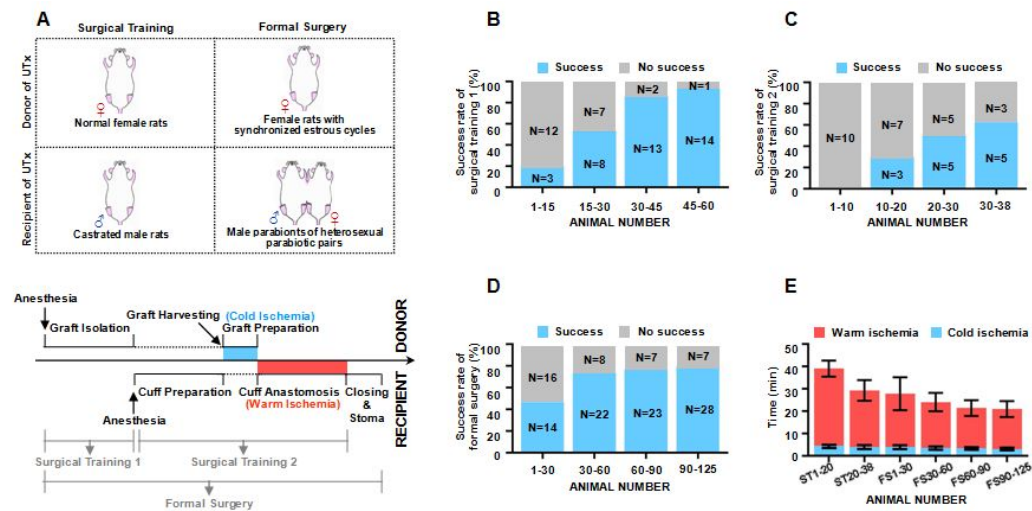 A
Surgical Training
Formal Surgery
Donor of UTx
♀
Normal female rats
♀
Female rats with
synchronized estrous cycles
Recipient of UTx
♂
Castrated male rats
♂
♀
Male parabionts of heterosexual
parabiotic pairs
Anesthesia
Graft Harvesting (Cold Ischemia)
Graft Isolation
Graft Preparation
DONOR
Cuff Preparation
Cuff Anastomosis
(Warm Ischemia)
Closing
&
Stoma
RECIPIENT
Anesthesia
Surgical Training 1
Surgical Training 2
Formal Surgery
B
Success
No success
Success rate of
surgical training 1 (%)
100
80
60
40
20
0
N=12
N=3
N=7
N=8
N=2
N=13
N=1
N=14
1-15
15-30
30-45
45-60
ANIMAL NUMBER
C
Success
No success
Success rate of
surgical training 2 (%)
100
80
60
40
20
0
N=10
N=7
N=3
N=5
N=5
N=3
N=5
1-10
10-20
20-30
30-38
ANIMAL NUMBER
D
Success
No success
Success rate of
formal surgery (%)
100
80
60
40
20
0
N=16
N=14
N=8
N=22
N=7
N=23
N=7
N=28
1-30
30-60
60-90
90-125
ANIMAL NUMBER
E
Warm ischemia
Cold ischemia
Time (min)
50
40
30
20
10
0
ST1-20
ST20-38
FS1-30
FS30-60
FS60-90
FS90-125
ANIMAL NUMBER